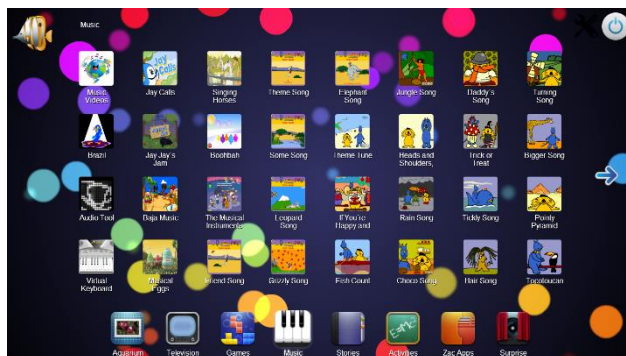 Music
Music
Videos
Jay Calls
Singing
Horses
Theme Song
Elephant
Song
Jungle Song
Daddy's
Song
Turning
Song
Brazil
Jay Jay's
Jam
Boohbah
Some Song
Theme Tune
Heads and
Shoulders,
Trick or
Treat
Bigger Song
Audio Tool
Baja Music
The Musical
Instruments
Leopard
Song
If You're
Happy and
Rain Song
Tickly Song
Pointy
Pyramid
Virtual
Keyboard
Musical
Eggs
Friend Song
Grizzly Song
Fish Count
Choco Song
Hair Song
Topotoucan
Aquarium
Television
Games
Music
Stories
Activities
Zac Apps
Surprise